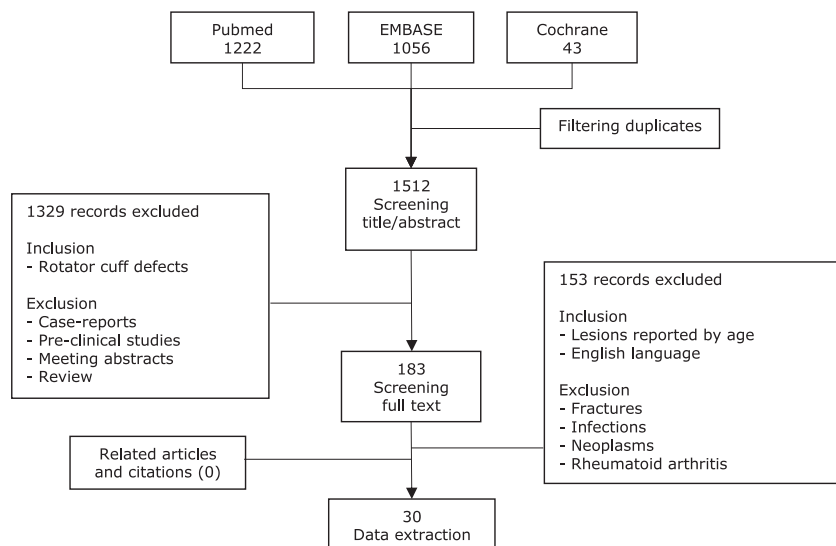 Pubmed
1222
EMBASE
1056
Cochrane
43
Filtering duplicates
1512
Screening
title/abstract
1329 records excluded
Inclusion
- Rotator cuff defects
Exclusion
- Case-reports
- Pre-clinical studies
- Meeting abstracts
- Review
153 records excluded
Inclusion
- Lesions reported by age
- English language
Exclusion
- Fractures
- Infections
- Neoplasms
- Rheumatoid arthritis
183
Screening
full text
Related articles
and citations (0)
30
Data extraction